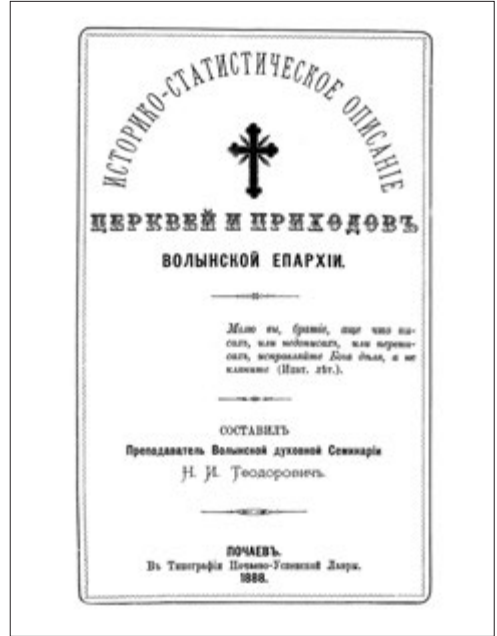 ИСТОРИКО-СТАТИСТИЧЕСКОЕ ОПИСАНІЕ
ЦЕРКВЕЙ И ПРИХОДОВЪ
ВОЛЫНСКОЙ ЕПАРХІИ.
Молю вы, братіе, аще что пи-
сахъ, или недописахъ, или перепи-
сахъ, исправляйте Бога дѣля, а не
кляните (Ипат. лѣт.).
СОСТАВИЛЪ
Преподаватель Волынской духовной Семинаріи
Н. И. Теодоровичъ.
ПОЧАЕВЪ.
Въ Типографіи Почаево-Успенской Лавры.
1888.